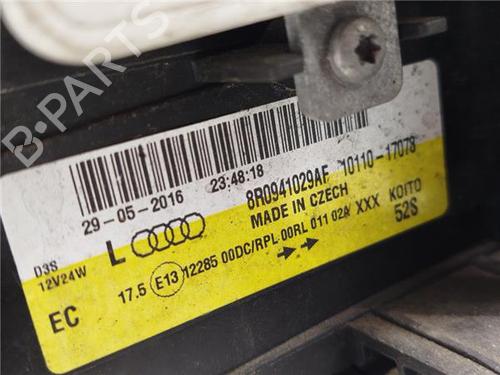 B-PARTS
29-05-2016 23:48:18 8R0941029AF 10110-17078
L MADE IN CZECH
D3S
12V24W
17.5 E13 12285 00DC/RPL 00RL 011 02A XXX KOITO
EC 52S